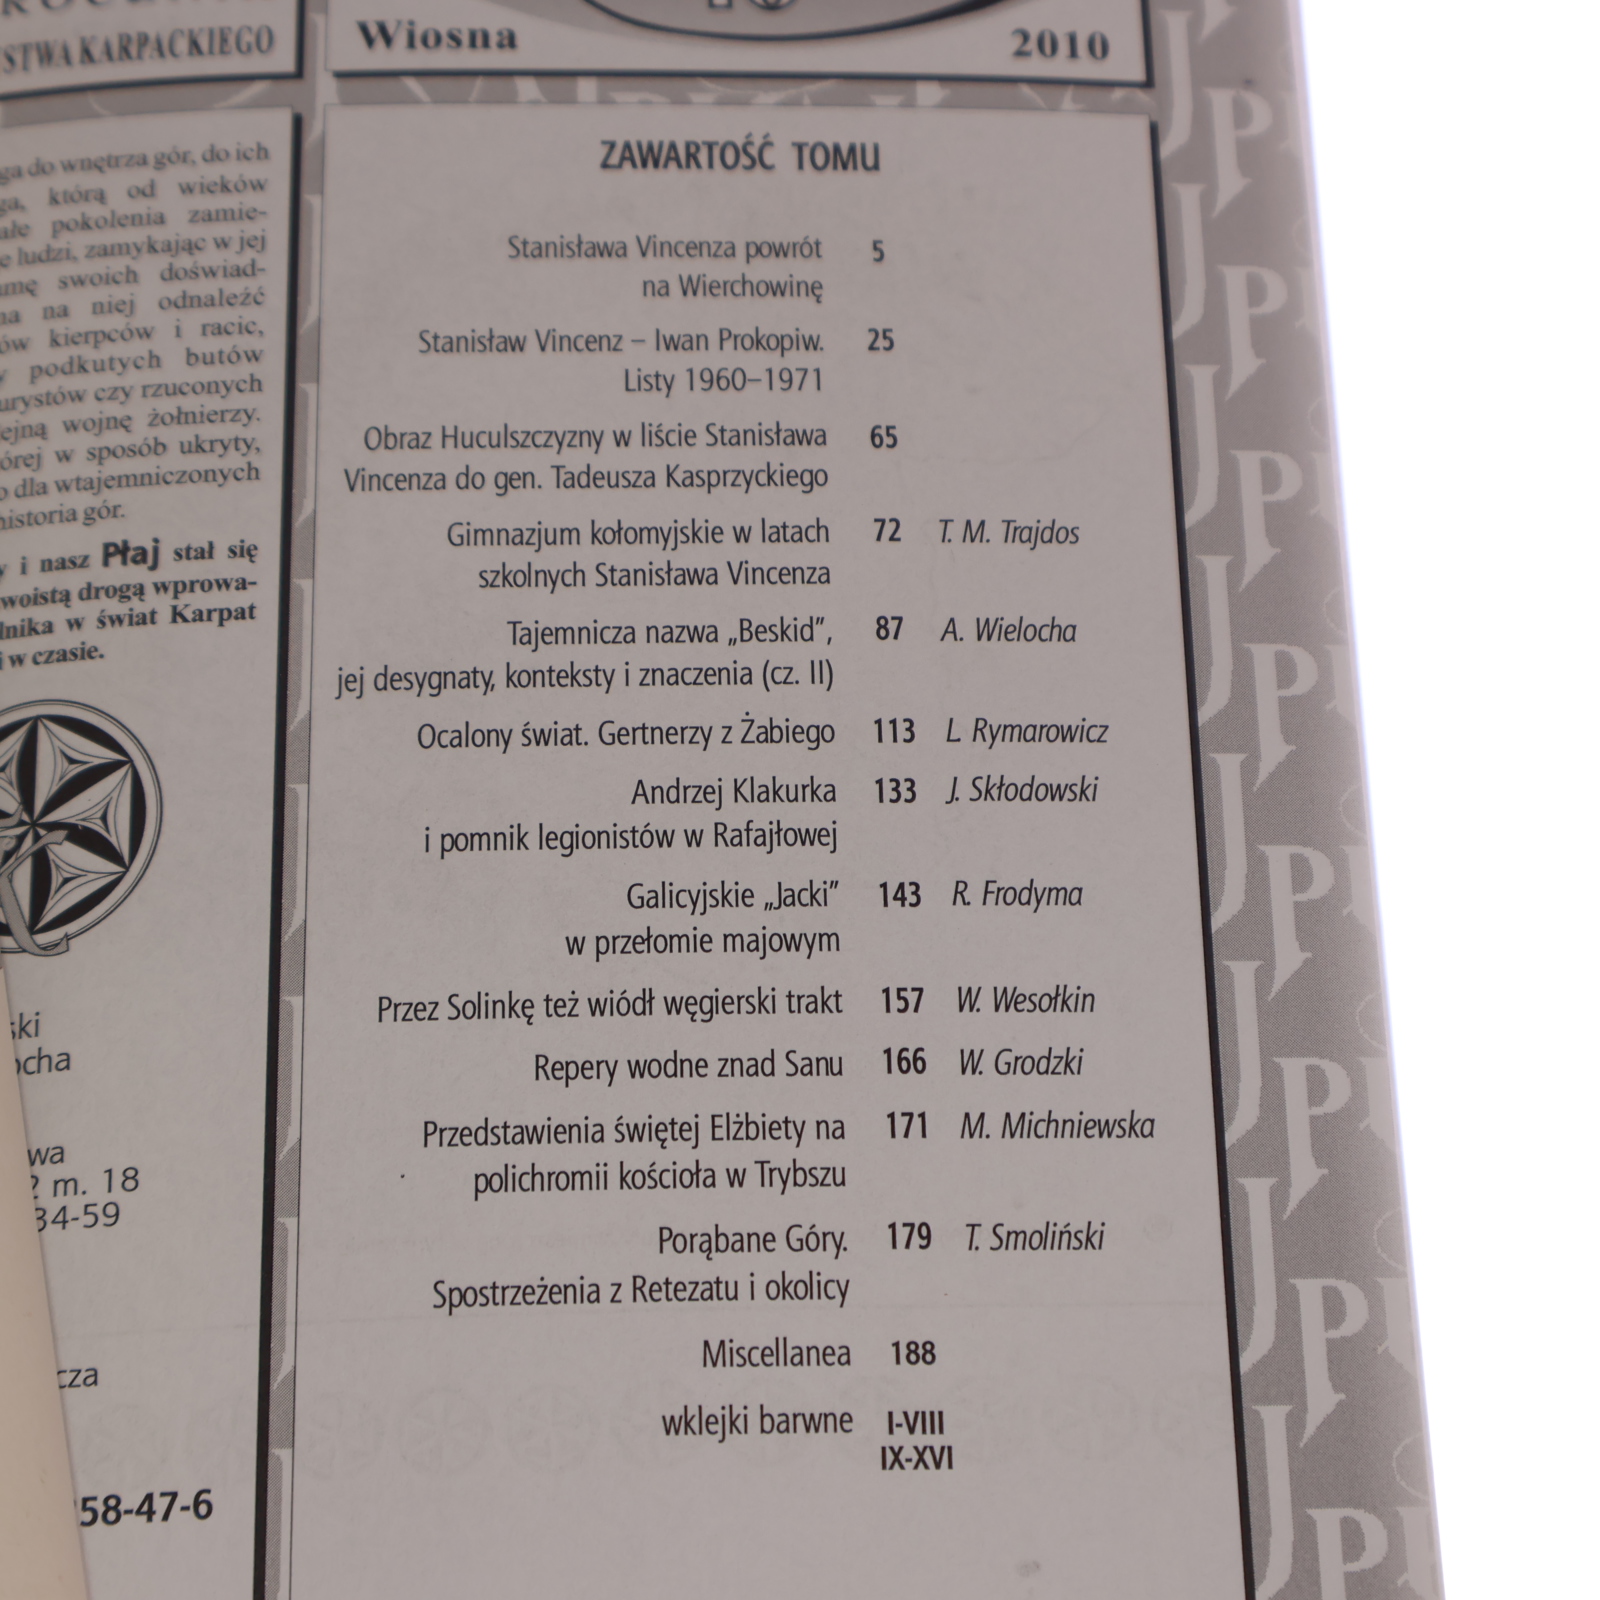 STWA KARPACKIEGO
ga do wnętrza gór, do ich
ga, którą od wieków
pokolenia zamie-
ludzi, zamykając w jej
swoich doświad-
na niej odnaleźć
kierpców i racic,
podkutych butów
czy rzuconych
wojnę żołnierzy.
w sposób ukryty,
dla wtajemniczonych
historia gór.
i nasz Płaj stał się
drogą wprowa-
w świat Karpat
i w czasie.
ski
ocha
wa
m. 18
34-59
cza
58-47-6
Wiosna 2010
ZAWARTOŚĆ TOMU
Stanisława Vincenza powrót 5
na Wierchowinę
Stanisław Vincenz – Iwan Prokopiw. 25
Listy 1960–1971
Obraz Huculszczyzny w liście Stanisława 65
Vincenza do gen. Tadeusza Kasprzyckiego
Gimnazjum kołomyjskie w latach 72 T. M. Trajdos
szkolnych Stanisława Vincenza
Tajemnicza nazwa „Beskid”, 87 A. Wielocha
jej desygnaty, konteksty i znaczenia (cz. II)
Ocalony świat. Gertnerzy z Żabiego 113 L. Rymarowicz
Andrzej Klakurka 133 J. Skłodowski
i pomnik legionistów w Rafajłowej
Galicyjskie „Jacki” 143 R. Frodyma
w przełomie majowym
Przez Solinkę też wiódł węgierski trakt 157 W. Wesołkin
Repery wodne znad Sanu 166 W. Grodzki
Przedstawienia świętej Elżbiety na 171 M. Michniewska
polichromii kościoła w Trybszu
Porąbane Góry. 179 T. Smoliński
Spostrzeżenia z Retezatu i okolicy
Miscellanea 188
wklejki barwne I-VIII
IX-XVI